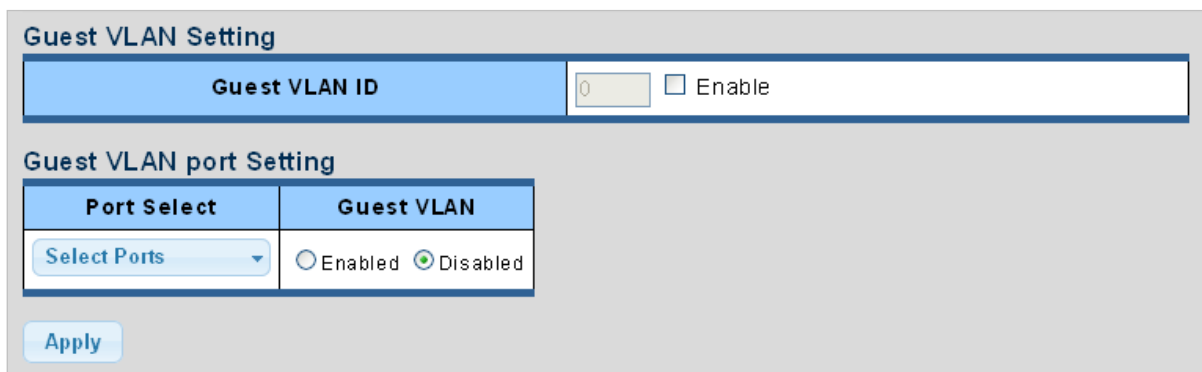 Guest VLAN Setting
Guest VLAN ID 0 Enable
Guest VLAN port Setting
Port Select Guest VLAN
Select Ports Enabled Disabled
Apply